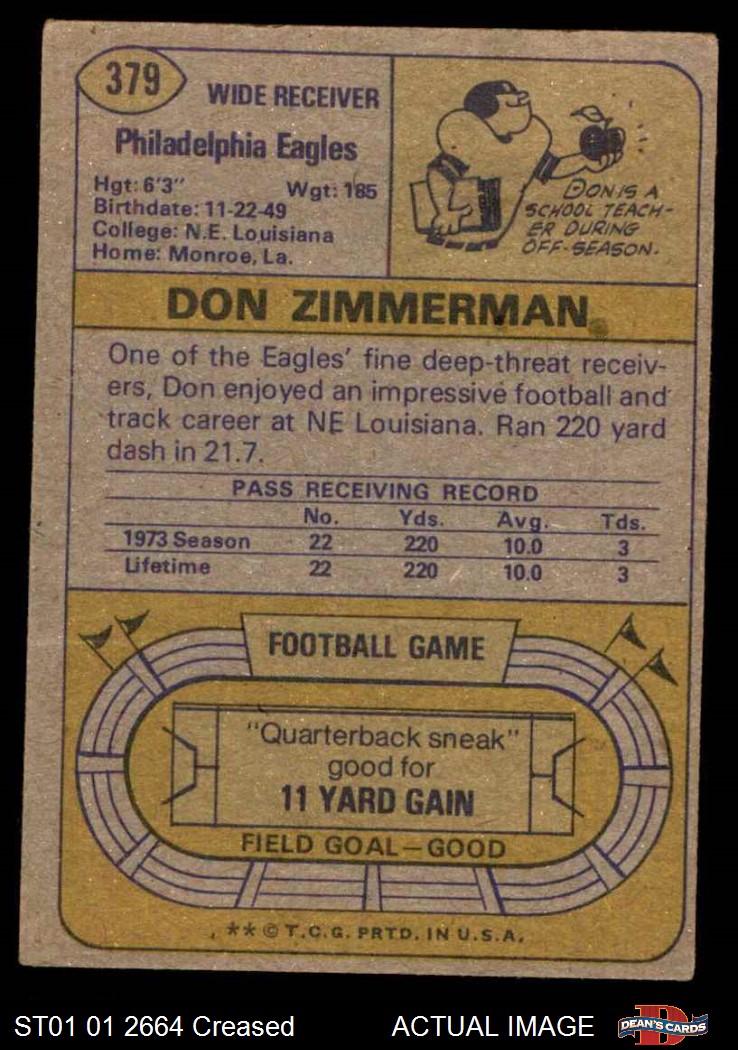 379
WIDE RECEIVER
Philadelphia Eagles
Hgt: 6'3" Wgt: 185
Birthdate: 11-22-49
College: N.E. Louisiana
Home: Monroe, La.
DON IS A
SCHOOL TEACH-
ER DURING
OFF-SEASON.
DON ZIMMERMAN
One of the Eagles' fine deep-threat receiv-
ers, Don enjoyed an impressive football and
track career at NE Louisiana. Ran 220 yard
dash in 21.7.
PASS RECEIVING RECORD
No. Yds. Avg. Tds.
1973 Season 22 220 10.0 3
Lifetime 22 220 10.0 3
FOOTBALL GAME
"Quarterback sneak"
good for
11 YARD GAIN
FIELD GOAL—GOOD
** © T.C.G. PRTD. IN U.S.A.
ST01 01 2664 Creased ACTUAL IMAGE
D
DEAN'S CARDS